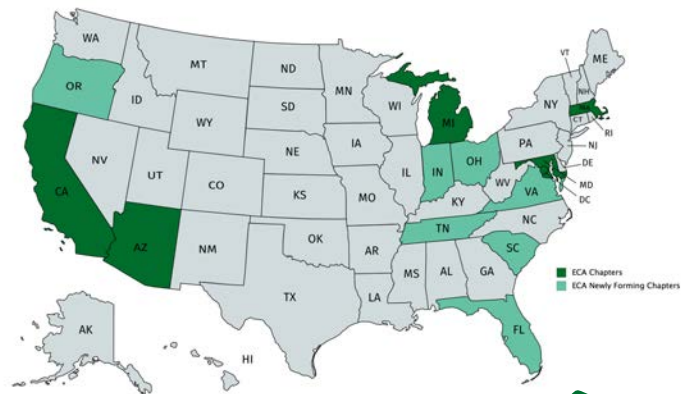 WA
MT
ND
MN
VT
ME
OR
ID
SD
WI
NY
NH
MA
WY
MI
CT
RI
NV
NE
IA
PA
NJ
UT
CO
IL
IN
OH
DE
CA
KS
MO
WV
VA
MD
DC
KY
AZ
NM
OK
AR
TN
NC
SC
TX
MS
AL
GA
LA
FL
AK
HI
ECA Chapters
ECA Newly Forming Chapters